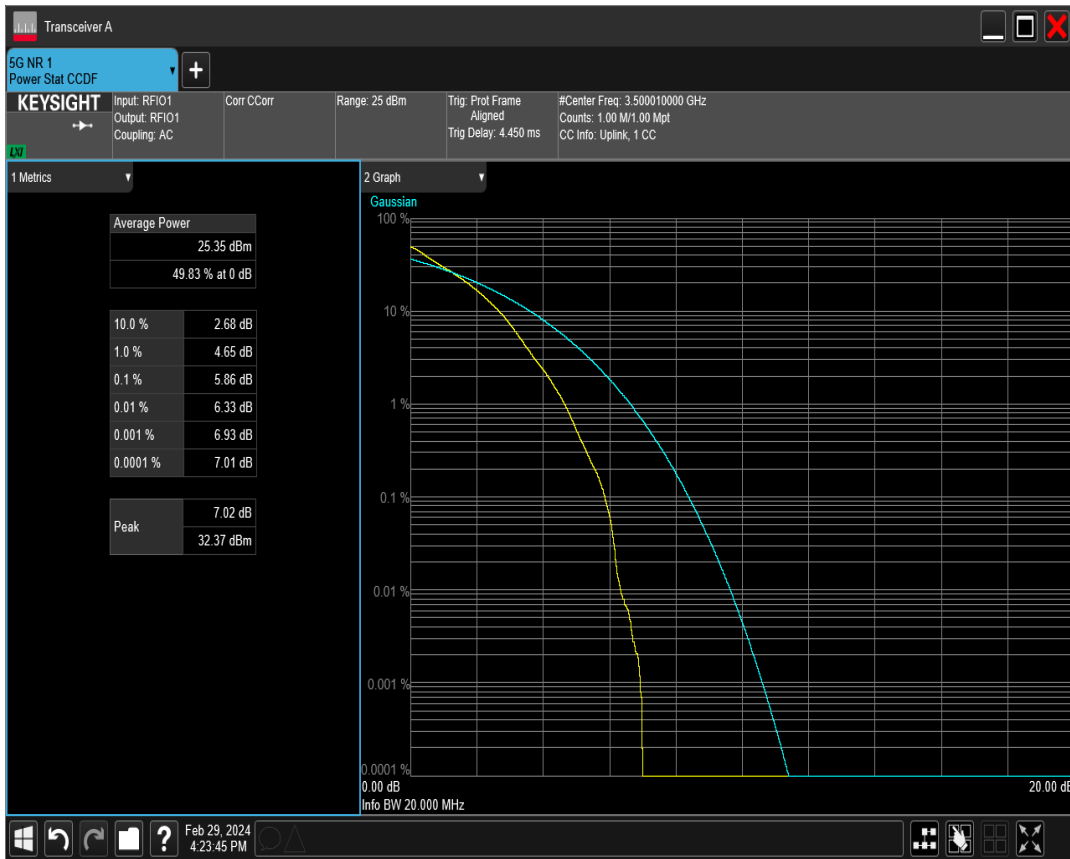 Transceiver A
5G NR 1
Power Stat CCDF
+
KEYSIGHT
LXI
Input: RFIO1
Output: RFIO1
Coupling: AC
Corr CCorr
Range: 25 dBm
Trig: Prot Frame
Aligned
Trig Delay: 4.450 ms
#Center Freq: 3.500010000 GHz
Counts: 1.00 M/1.00 Mpt
CC Info: Uplink, 1 CC
1 Metrics
Average Power
25.35 dBm
49.83 % at 0 dB
10.0 % 2.68 dB
1.0 % 4.65 dB
0.1 % 5.86 dB
0.01 % 6.33 dB
0.001 % 6.93 dB
0.0001 % 7.01 dB
Peak 7.02 dB
32.37 dBm
2 Graph
Gaussian
100 %
10 %
1 %
0.1 %
0.01 %
0.001 %
0.0001 %
0.00 dB 20.00 dB
Info BW 20.000 MHz
?
Feb 29, 2024
4:23:45 PM